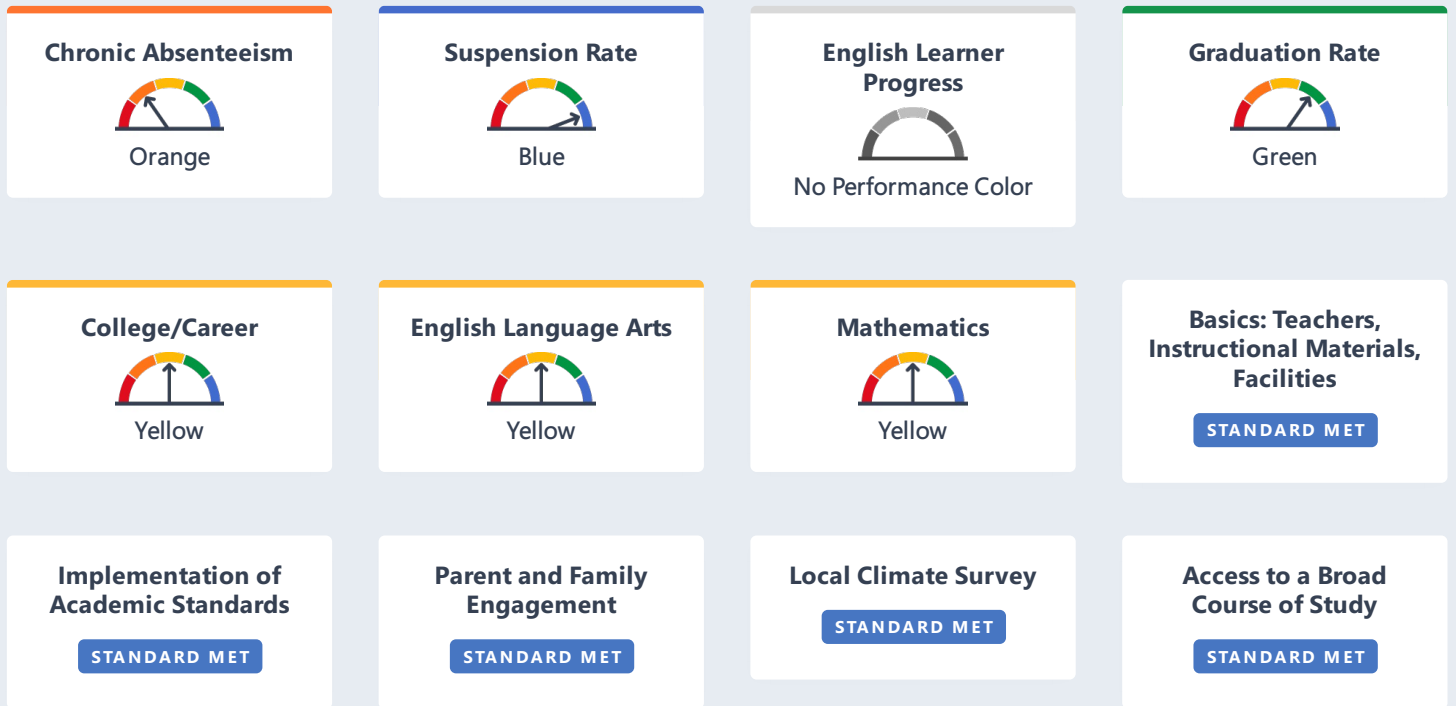 Chronic Absenteeism
Orange
Suspension Rate
Blue
English Learner
Progress
No Performance Color
Graduation Rate
Green
College/Career
Yellow
English Language Arts
Yellow
Mathematics
Yellow
Basics: Teachers,
Instructional Materials,
Facilities
STANDARD MET
Implementation of
Academic Standards
STANDARD MET
Parent and Family
Engagement
STANDARD MET
Local Climate Survey
STANDARD MET
Access to a Broad
Course of Study
STANDARD MET